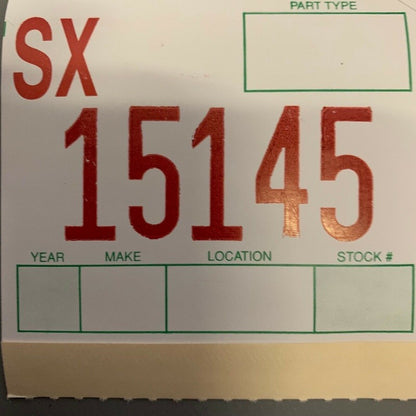 PART TYPE
SX
15145
YEAR MAKE LOCATION STOCK #